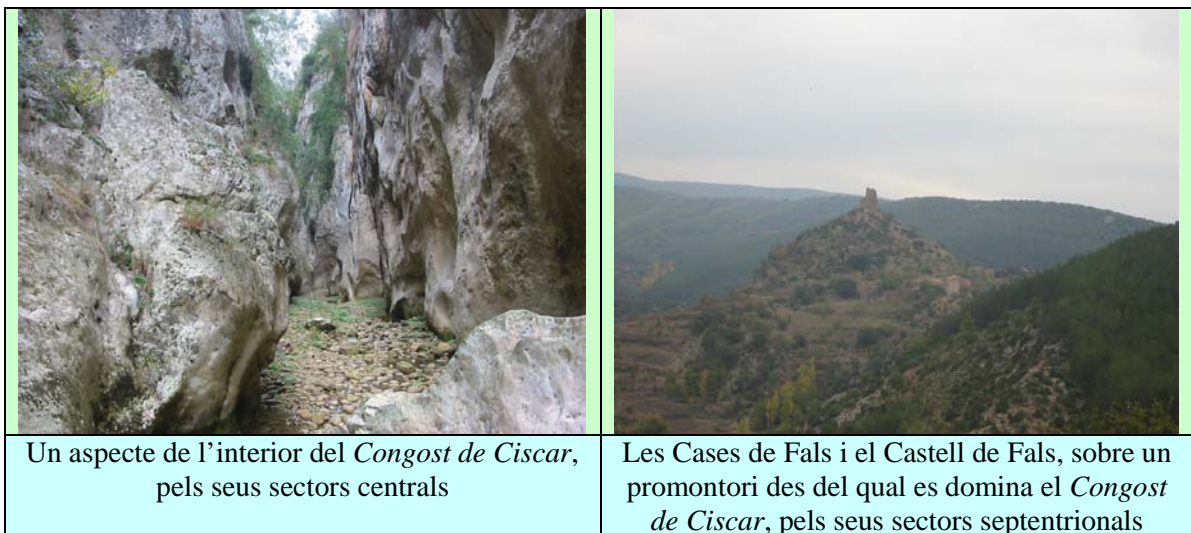 Un aspecte de l’interior del Congost de Ciscar,
pels seus sectors centrals
Les Cases de Fals i el Castell de Fals, sobre un
promontori des del qual es domina el Congost
de Ciscar, pels seus sectors septentrionals